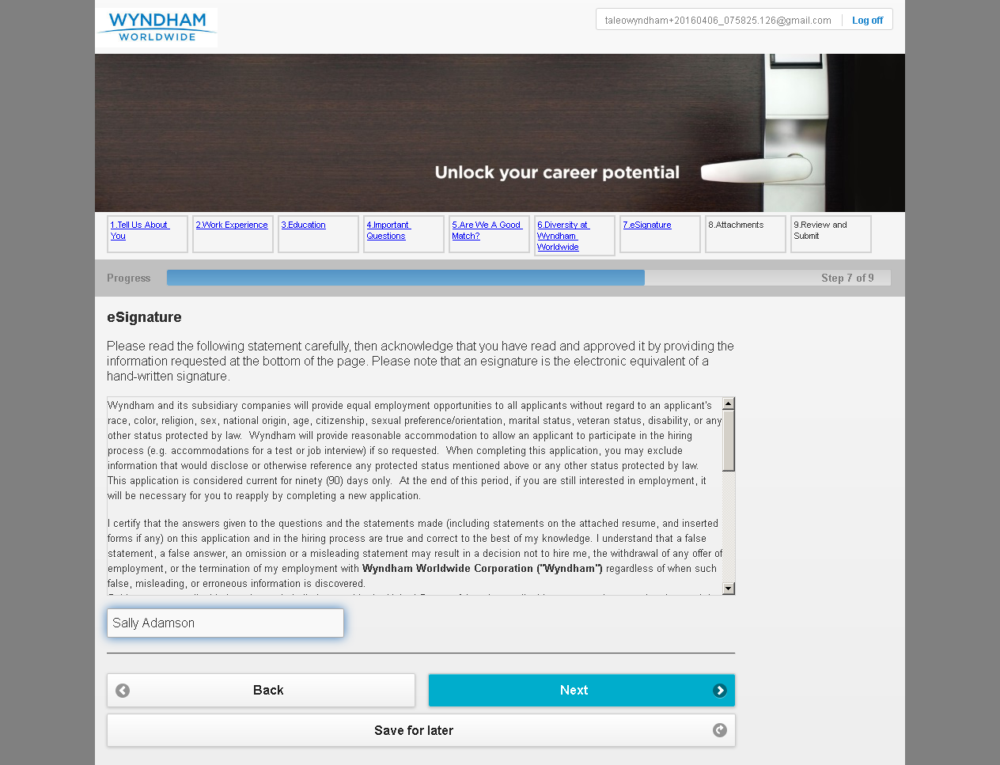 WYNDHAM
WORLDWIDE
taleowyndham+20160406_075825.126@gmail.com
Log off
Unlock your career potential
1.Tell Us About
You
2.Work Experience
3.Education
4.Important
Questions
5.Are We A Good
Match?
6.Diversity at
Wyndham
Worldwide
7.eSignature
8.Attachments
9.Review and
Submit
Progress
Step 7 of 9
eSignature
Please read the following statement carefully, then acknowledge that you have read and approved it by providing the
information requested at the bottom of the page. Please note that an esignature is the electronic equivalent of a
hand-written signature.
Wyndham and its subsidiary companies will provide equal employment opportunities to all applicants without regard to an applicant's
race, color, religion, sex, national origin, age, citizenship, sexual preference/orientation, marital status, veteran status, disability, or any
other status protected by law.  Wyndham will provide reasonable accommodation to allow an applicant to participate in the hiring
process (e.g. accommodations for a test or job interview) if so requested.  When completing this application, you may exclude
information that would disclose or otherwise reference any protected status mentioned above or any other status protected by law.
This application is considered current for ninety (90) days only.  At the end of this period, if you are still interested in employment, it
will be necessary for you to reapply by completing a new application.
I certify that the answers given to the questions and the statements made (including statements on the attached resume, and inserted
forms if any) on this application and in the hiring process are true and correct to the best of my knowledge. I understand that a false
statement, a false answer, an omission or a misleading statement may result in a decision not to hire me, the withdrawal of any offer of
employment, or the termination of my employment with Wyndham Worldwide Corporation ("Wyndham") regardless of when such
false, misleading, or erroneous information is discovered.
Sally Adamson
Back
Next
Save for later